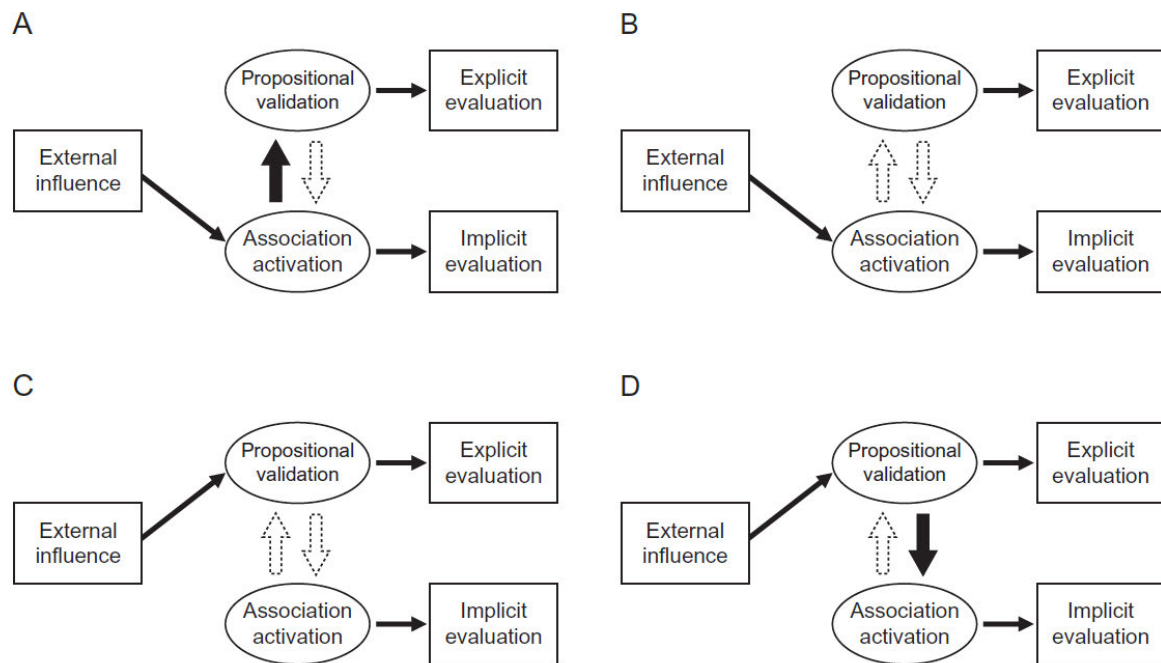 A
Propositional
validation
Explicit
evaluation
External
influence
Association
activation
Implicit
evaluation
B
Propositional
validation
Explicit
evaluation
External
influence
Association
activation
Implicit
evaluation
C
Propositional
validation
Explicit
evaluation
External
influence
Association
activation
Implicit
evaluation
D
Propositional
validation
Explicit
evaluation
External
influence
Association
activation
Implicit
evaluation